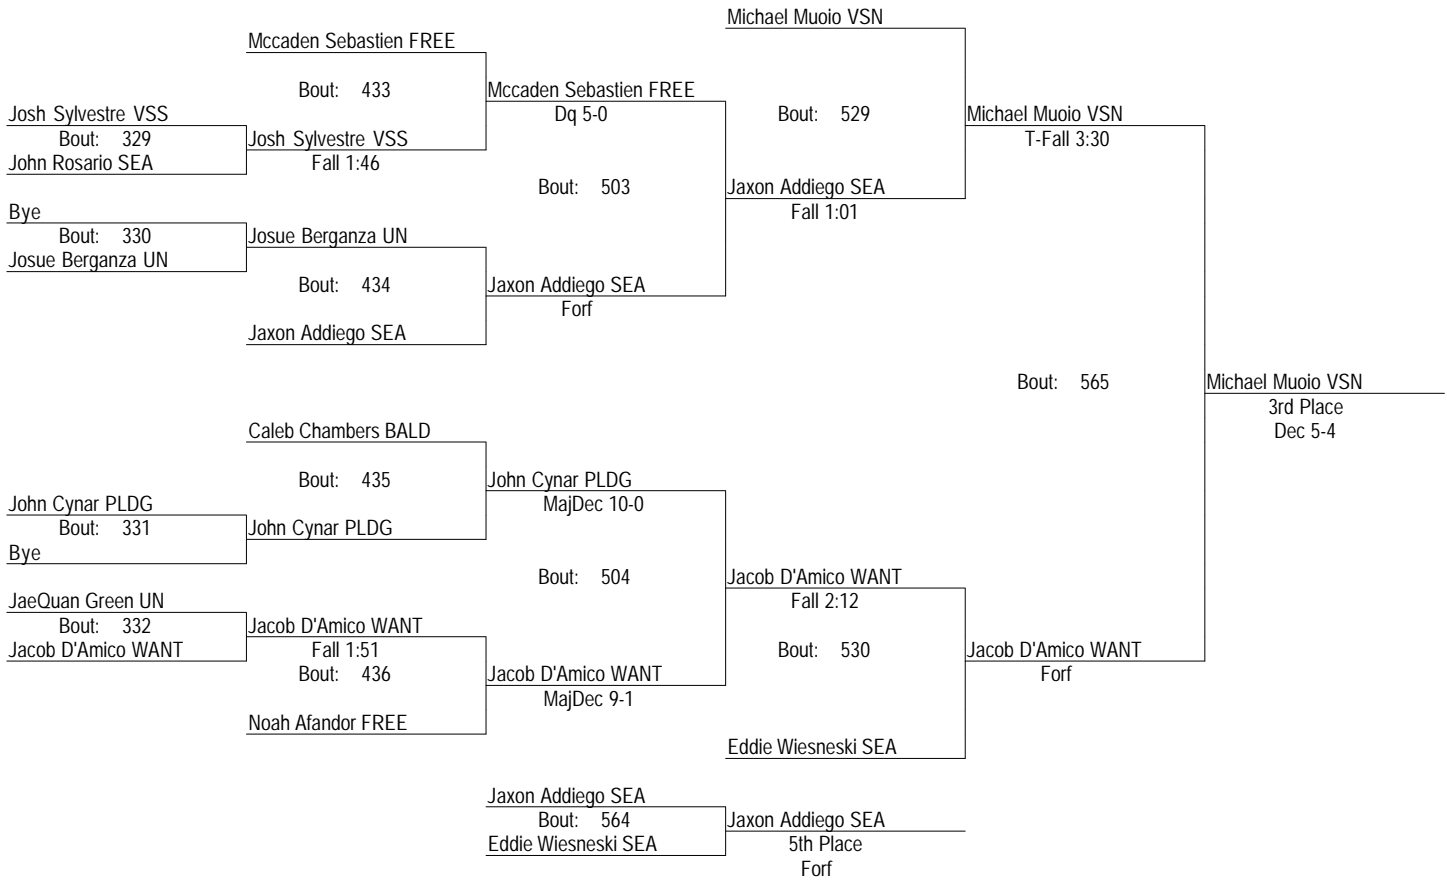 Michael Muoio VSN
Mccaden Sebastien FREE
Bout: 433
Mccaden Sebastien FREE
Dq 5-0
Bout: 529
Josh Sylvestre VSS
Bout: 329
John Rosario SEA
Josh Sylvestre VSS
Fall 1:46
Michael Muoio VSN
T-Fall 3:30
Bout: 503
Jaxon Addiego SEA
Fall 1:01
Bye
Bout: 330
Josue Berganza UN
Josue Berganza UN
Bout: 434
Jaxon Addiego SEA
Forf
Jaxon Addiego SEA
Bout: 565
Michael Muoio VSN
3rd Place
Dec 5-4
Caleb Chambers BALD
Bout: 435
John Cynar PLDG
MajDec 10-0
John Cynar PLDG
Bout: 331
Bye
John Cynar PLDG
Bout: 504
Jacob D'Amico WANT
Fall 2:12
JaeQuan Green UN
Bout: 332
Jacob D'Amico WANT
Jacob D'Amico WANT
Fall 1:51
Bout: 436
Bout: 530
Jacob D'Amico WANT
Forf
Jacob D'Amico WANT
MajDec 9-1
Noah Afandor FREE
Eddie Wiesneski SEA
Jaxon Addiego SEA
Bout: 564
Eddie Wiesneski SEA
Jaxon Addiego SEA
5th Place
Forf